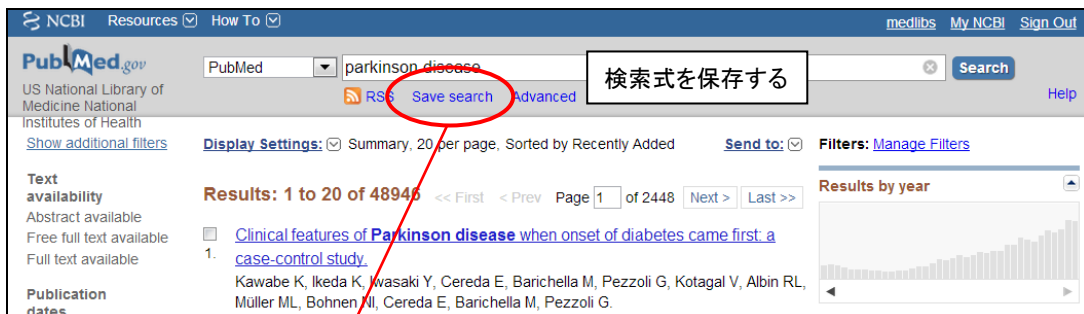 NCBI Resources How To medlibs My NCBI Sign Out
PubMed.gov
US National Library of
Medicine National
Institutes of Health
PubMed parkinson disease Search
RSS Save search Advanced Help
検索式を保存する
Show additional filters
Display Settings: Summary, 20 per page, Sorted by Recently Added Send to: Filters: Manage Filters
Text
availability
Abstract available
Free full text available
Full text available
Publication
dates
Results: 1 to 20 of 48946 << First < Prev Page 1 of 2448 Next > Last >>
1. Clinical features of Parkinson disease when onset of diabetes came first: a
case-control study.
Kawabe K, Ikeda K, Iwasaki Y, Cereda E, Barichella M, Pezzoli G, Kotagal V, Albin RL,
Müller ML, Bohnen NI, Cereda E, Barichella M, Pezzoli G.
Results by year